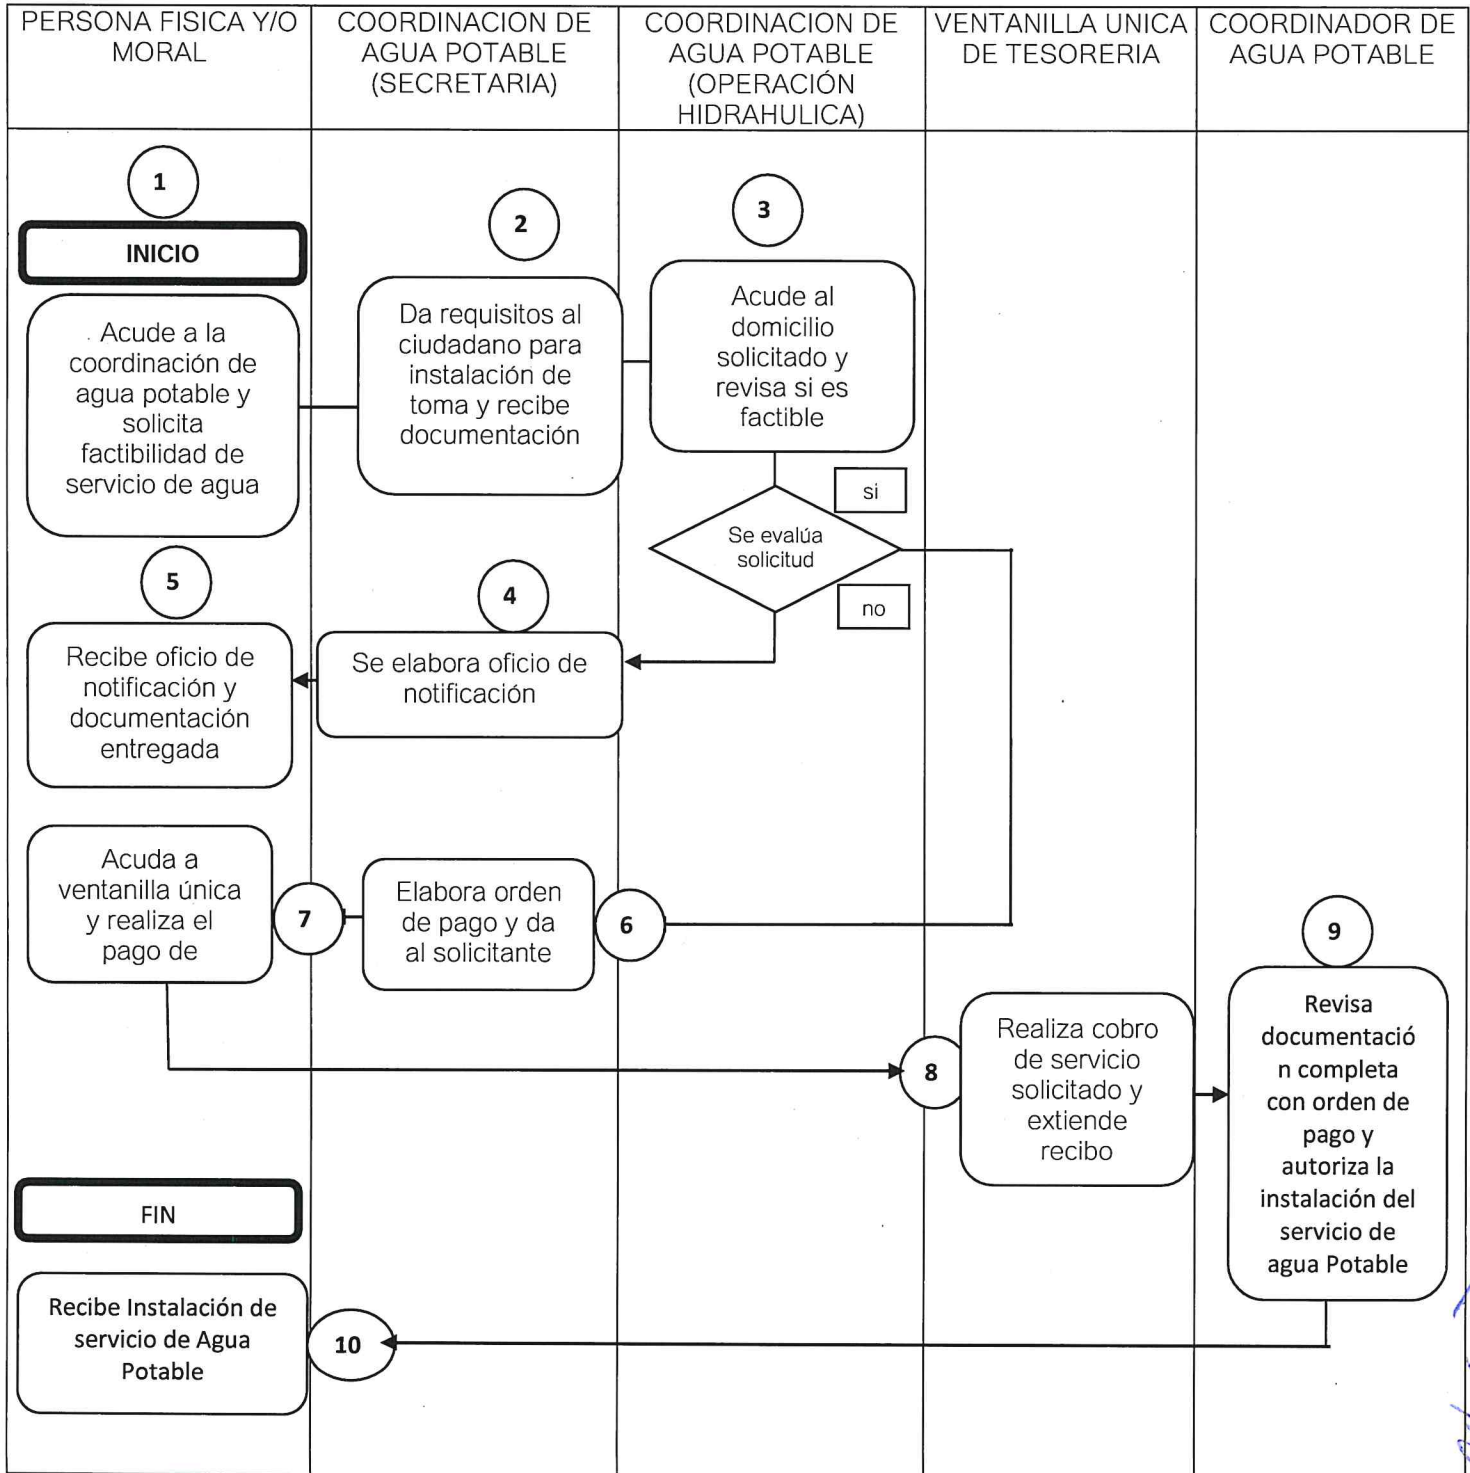 PERSONA FISICA Y/O
MORAL
COORDINACION DE
AGUA POTABLE
(SECRETARIA)
COORDINACION DE
AGUA POTABLE
(OPERACIÓN
HIDRAHULICA)
VENTANILLA UNICA
DE TESORERIA
COORDINADOR DE
AGUA POTABLE
1
INICIO
Acude a la
coordinación de
agua potable y
solicita
factibilidad de
servicio de agua
2
Da requisitos al
ciudadano para
instalación de
toma y recibe
documentación
3
Acude al
domicilio
solicitado y
revisa si es
factible
si
Se evalúa
solicitud
no
4
Se elabora oficio de
notificación
5
Recibe oficio de
notificación y
documentación
entregada
6
Elabora orden
de pago y da
al solicitante
7
Acuda a
ventanilla única
y realiza el
pago de
8
Realiza cobro
de servicio
solicitado y
extiende
recibo
9
Revisa
documentació
n completa
con orden de
pago y
autoriza la
instalación del
servicio de
agua Potable
FIN
10
Recibe Instalación de
servicio de Agua
Potable